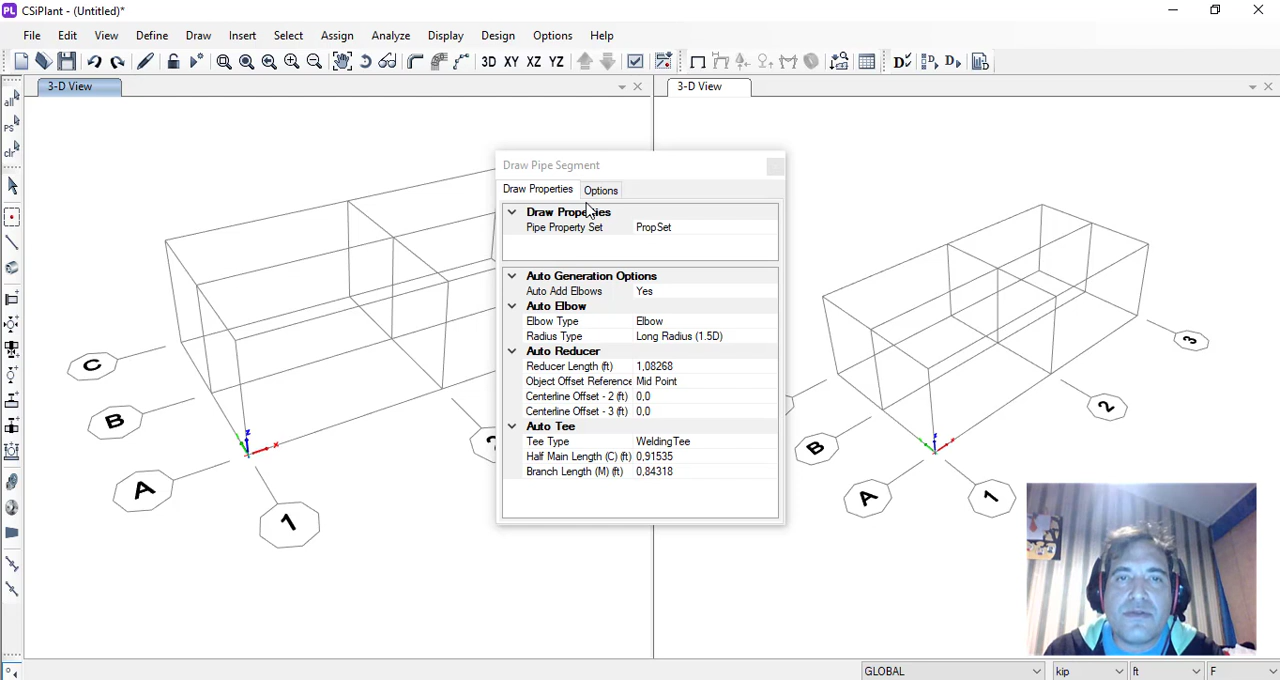 PL CSiPlant - (Untitled)*
File Edit View Define Draw Insert Select Assign Analyze Display Design Options Help
3D XY XZ YZ
3-D View
3-D View
all
PS
clr
Draw Pipe Segment
Draw Properties Options
Draw Properties
Pipe Property Set PropSet
Auto Generation Options
Auto Add Elbows Yes
Auto Elbow
Elbow Type Elbow
Radius Type Long Radius (1.5D)
Auto Reducer
Reducer Length (ft) 1,08268
Object Offset Reference Mid Point
Centerline Offset - 2 (ft) 0,0
Centerline Offset - 3 (ft) 0,0
Auto Tee
Tee Type WeldingTee
Half Main Length (C) (ft) 0,91535
Branch Length (M) (ft) 0,84318
C
B
A
1
3
2
B
A
1
GLOBAL kip ft F